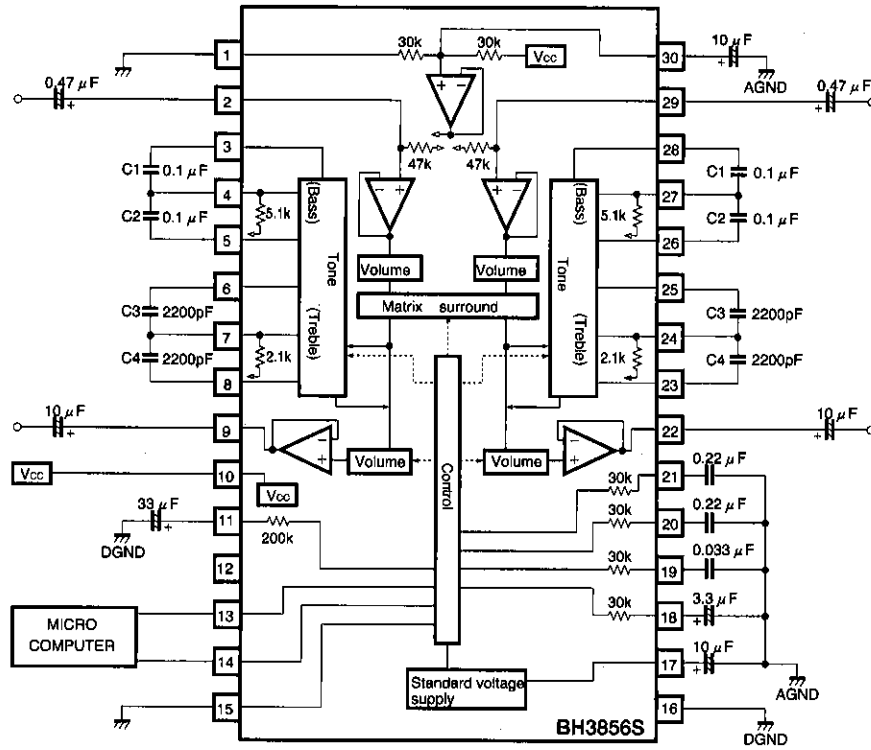 30k 30k Vcc
10 μF
AGND
1
30
0.47 μF
0.47 μF
2
29
47k 47k
3
28
C1 0.1 μF
C1 0.1 μF
4
27
(Bass)
(Bass)
5.1k
5.1k
C2 0.1 μF
C2 0.1 μF
5
26
Tone
Tone
Volume
Volume
6
25
Matrix surround
C3 2200pF
C3 2200pF
(Treble)
(Treble)
7
24
2.1k
2.1k
C4 2200pF
C4 2200pF
8
23
10 μF
10 μF
9
22
Volume
Volume
Control
Vcc
10
Vcc
30k
21
0.22 μF
33 μF
DGND
11
200k
30k
20
0.22 μF
12
30k
19
0.033 μF
MICRO
COMPUTER
13
30k
18
3.3 μF
14
17
10 μF
AGND
Standard voltage
supply
15
16
DGND
BH3856S
+
+
+
+
+
+
+
+
+
−
+
−
+
−
+
−
+
−
+